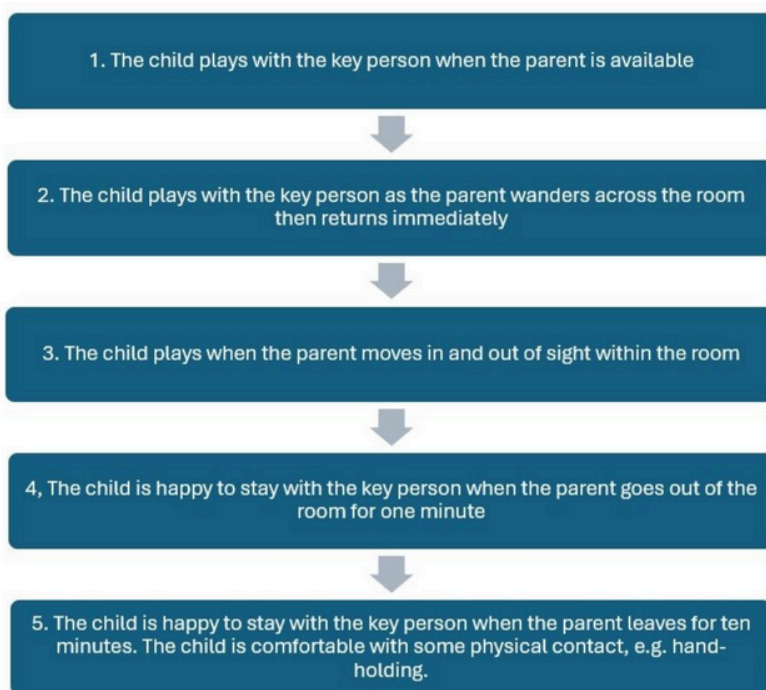 1. The child plays with the key person when the parent is available
2. The child plays with the key person as the parent wanders across the room
then returns immediately
3. The child plays when the parent moves in and out of sight within the room
4, The child is happy to stay with the key person when the parent goes out of the
room for one minute
5. The child is happy to stay with the key person when the parent leaves for ten
minutes. The child is comfortable with some physical contact, e.g. hand-
holding.